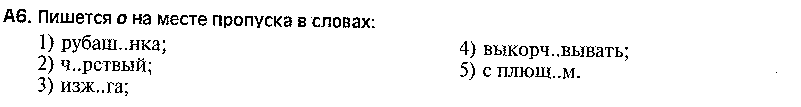 А6. Пишется о на месте пропуска в словах:
1) рубаш..нка;
2) ч..рствый;
3) изж..га;
4) выкорч..вывать;
5) с плющ..м.